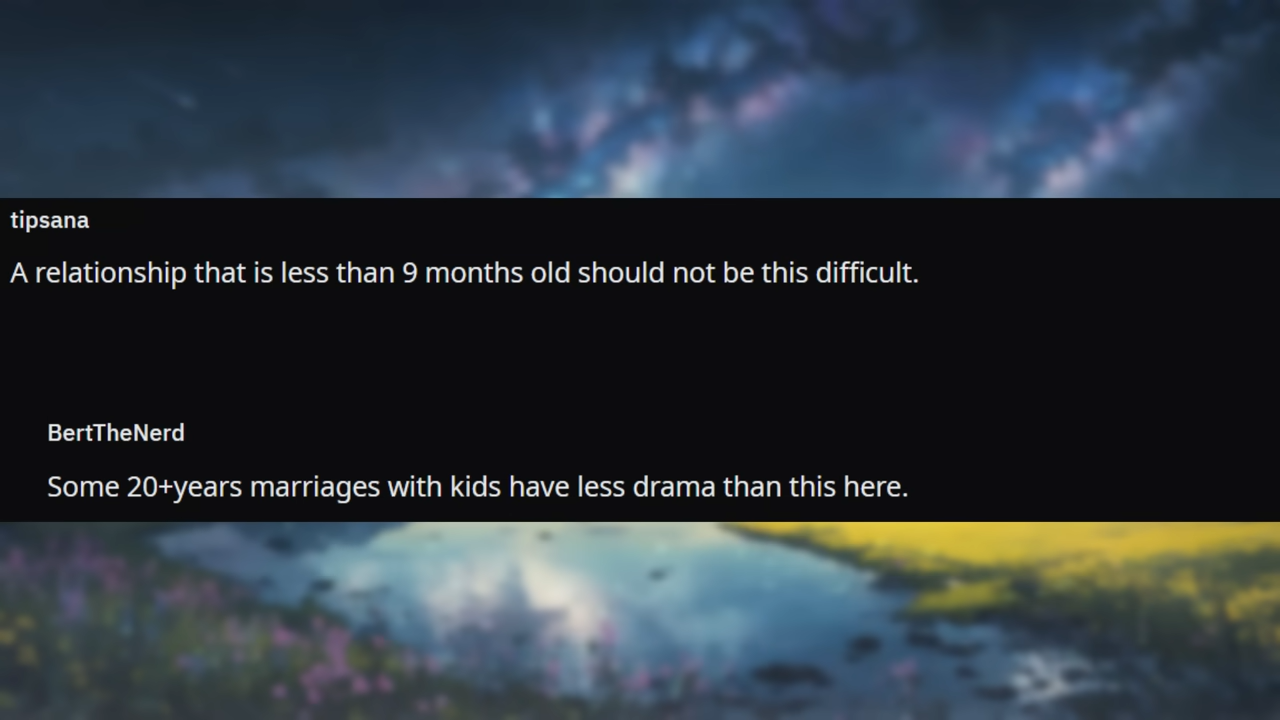 tipsana
A relationship that is less than 9 months old should not be this difficult.
BertTheNerd
Some 20+years marriages with kids have less drama than this here.